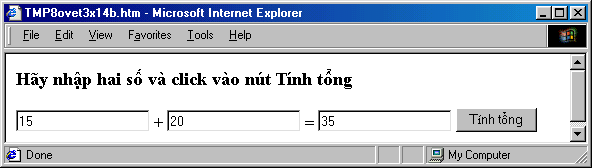 TMP8ovet3x14b.htm - Microsoft Internet Explorer
File Edit View Favorites Tools Help
Hãy nhập hai số và click vào nút Tính tổng
15 + 20 = 35 Tính tổng
Done My Computer